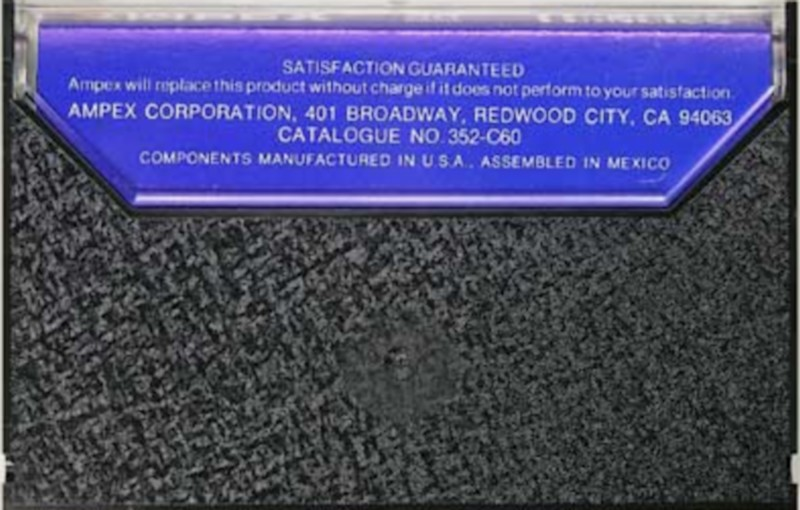 SATISFACTION GUARANTEED
Ampex will replace this product without charge if it does not perform to your satisfaction.
AMPEX CORPORATION, 401 BROADWAY, REDWOOD CITY, CA 94063
CATALOGUE NO. 352-C60
COMPONENTS MANUFACTURED IN U.S.A., ASSEMBLED IN MEXICO